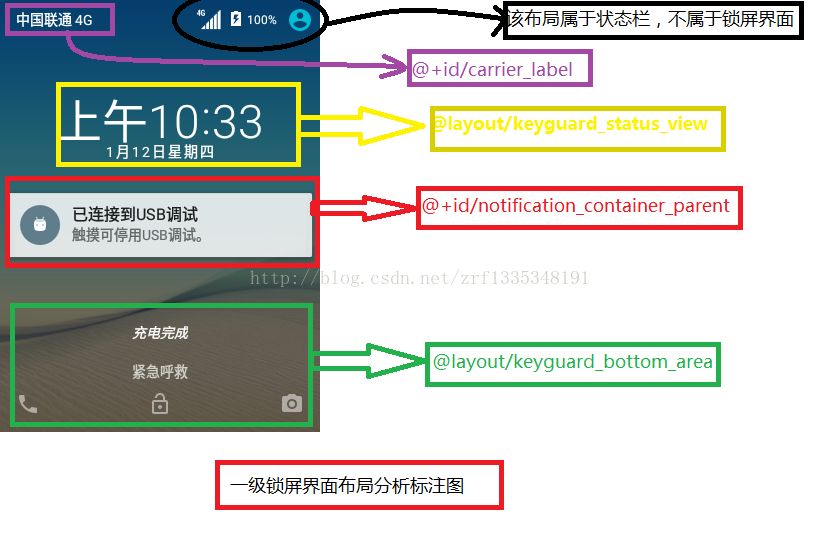 中国联通 4G
4G
100%
该布局属于状态栏，不属于锁屏界面
@+id/carrier_label
上午10:33
1月12日星期四
@layout/keyguard_status_view
已连接到USB调试
触摸可停用USB调试。
@+id/notification_container_parent
http://blog.csdn.net/zrf1335348191
充电完成
紧急呼救
@layout/keyguard_bottom_area
一级锁屏界面布局分析标注图